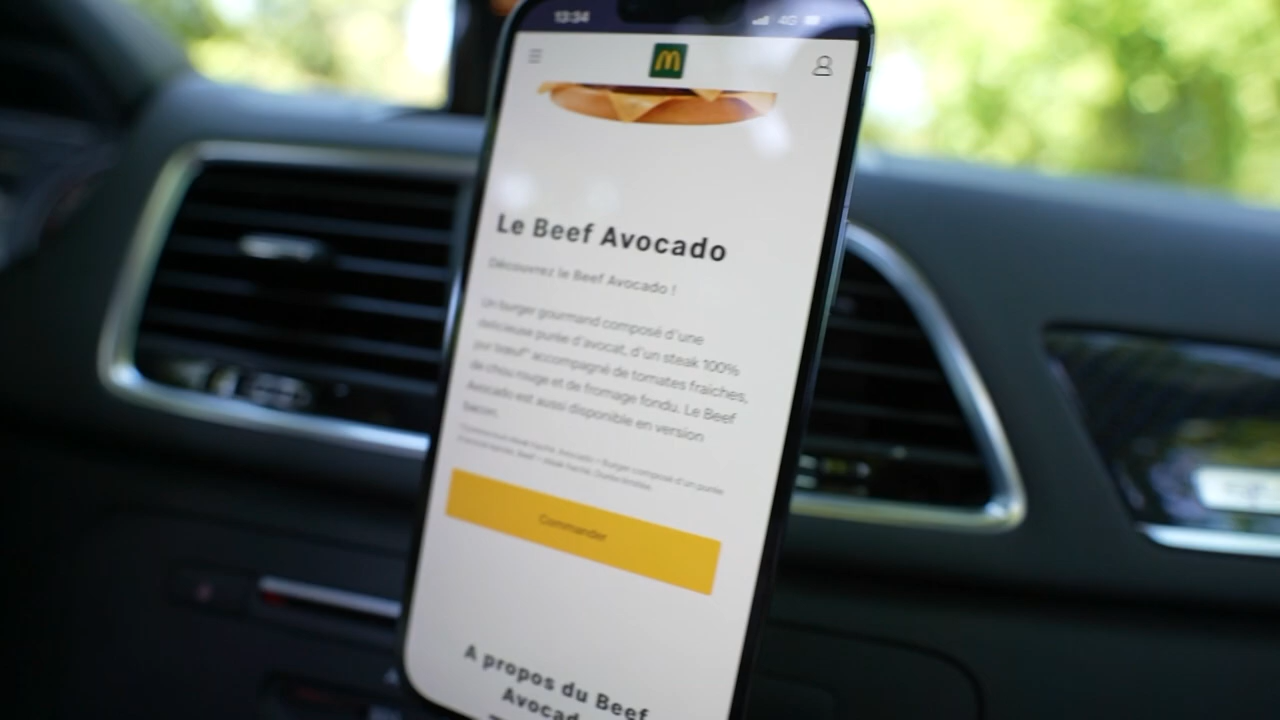 13:34
4G
Le Beef Avocado
Découvrez le Beef Avocado !
Un burger gourmand composé d'une
délicieuse purée d'avocat, d'un steak 100%
pur bœuf* accompagné de tomates fraiches,
de chou rouge et de fromage fondu. Le Beef
Avocado est aussi disponible en version
bacon.
Commander
A propos du Beef
Avocado